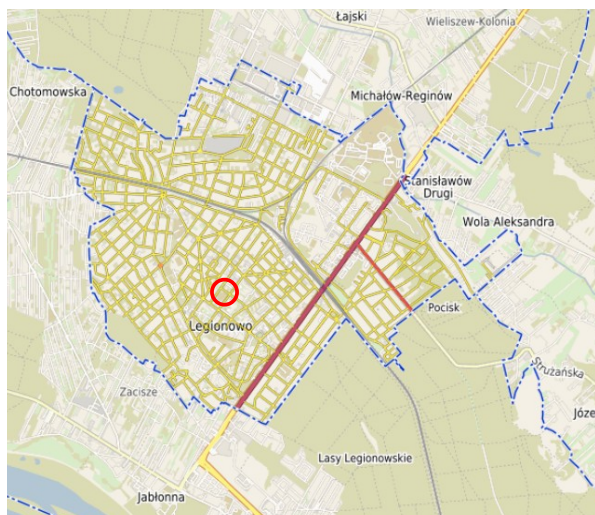 Łajski
Wieliszew-Kolonia
Chotomowska
Michałów-Reginów
Stanisławów
Drugi
Wola Aleksandra
Pocisk
Legionowo
Strużańska
Zacisze
Józe
Lasy Legionowskie
Jabłonna